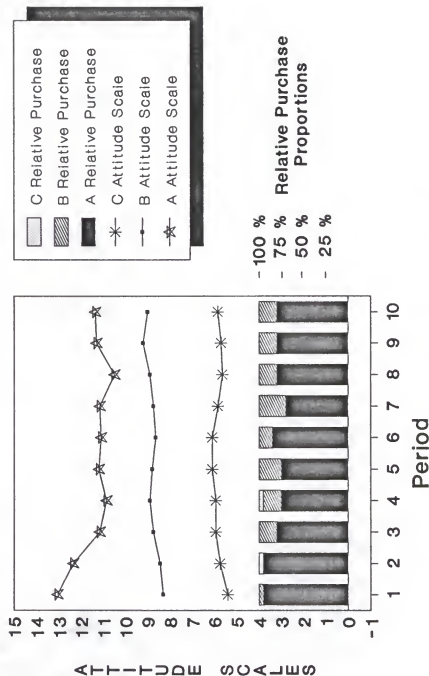 C Relative Purchase
B Relative Purchase
A Relative Purchase
C Attitude Scale
B Attitude Scale
A Attitude Scale
ATTITUDE SCALES
15
14
13
12
11
10
9
8
7
6
5
4
3
2
1
0
-1
- 100 %
- 75 %
- 50 %
- 25 %
Relative Purchase
Proportions
1 2 3 4 5 6 7 8 9 10
Period